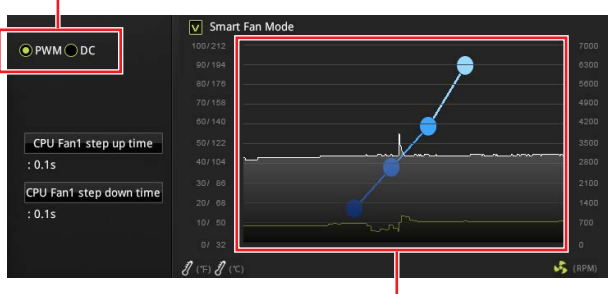 V Smart Fan Mode
PWM DC
100/212 7000
90/194 6300
80/176 5600
70/158 4900
60/140 4200
50/122 3500
40/104 2800
30/ 86 2100
20/ 68 1400
10/ 50 700
0/ 32 0
CPU Fan1 step up time
: 0.1s
CPU Fan1 step down time
: 0.1s
(°F) (°C) (RPM)